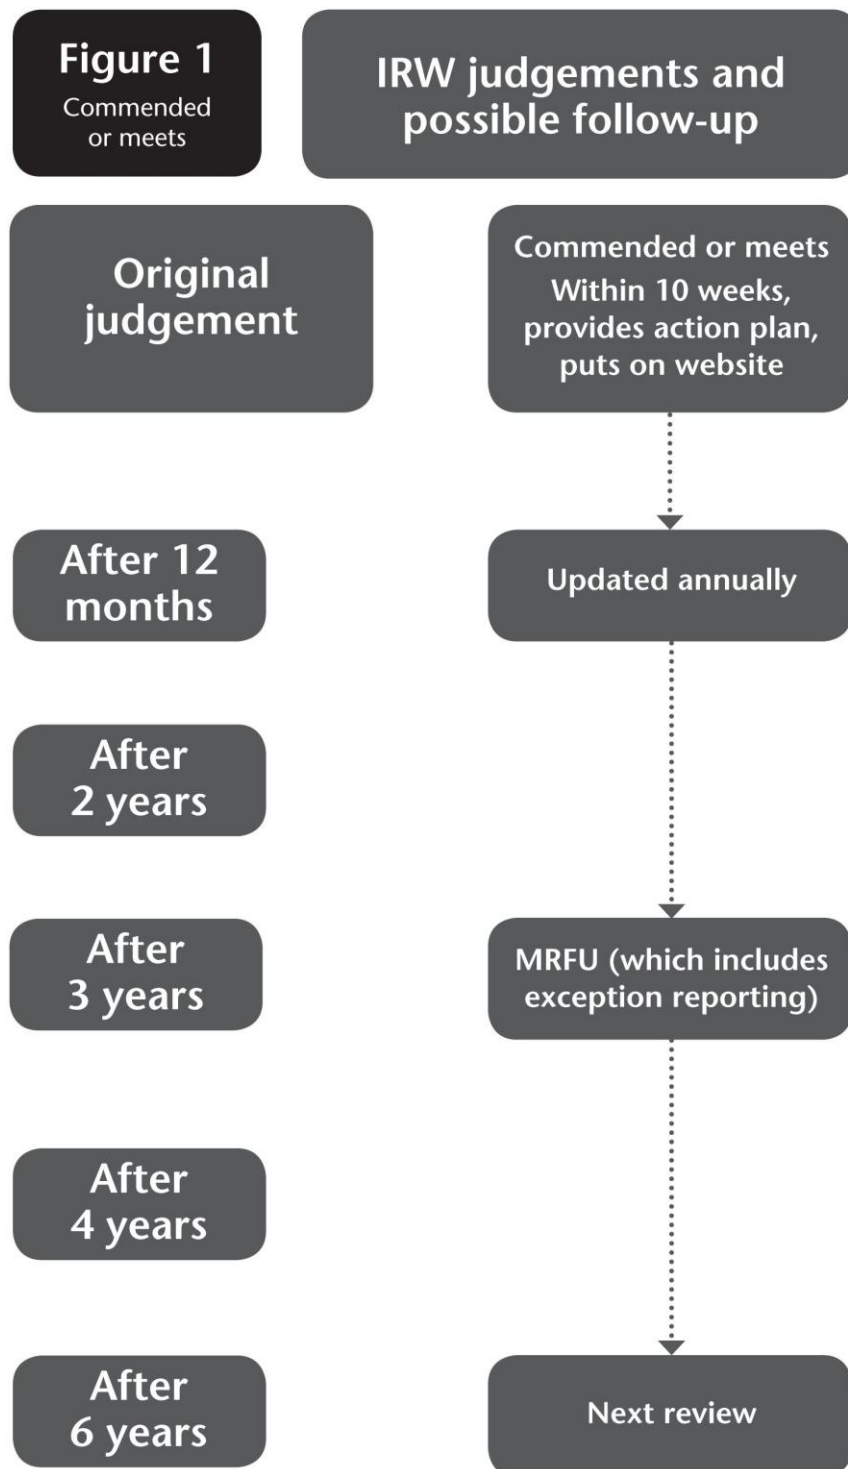 Figure 1
Commended
or meets
IRW judgements and
possible follow-up
Original
judgement
Commended or meets
Within 10 weeks,
provides action plan,
puts on website
After 12
months
Updated annually
After
2 years
After
3 years
MRFU (which includes
exception reporting)
After
4 years
After
6 years
Next review